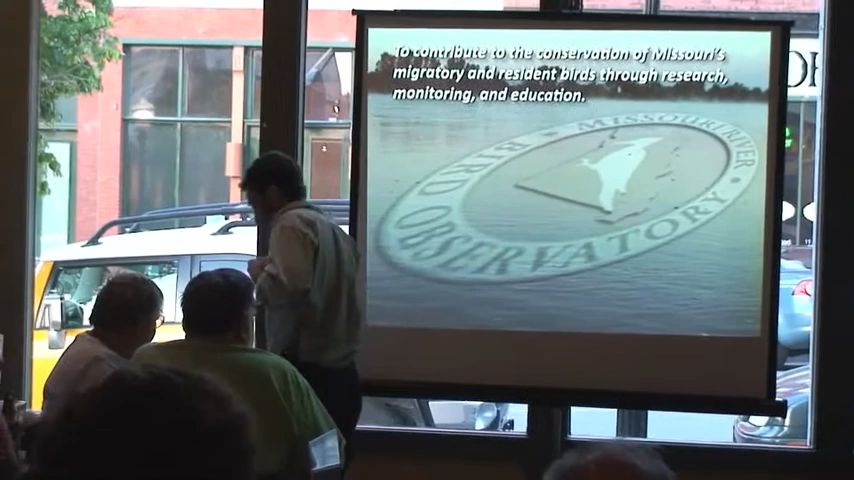 To contribute to the conservation of Missouri's
migratory and resident birds through research,
monitoring, and education.
MISSOURI RIVER
BIRD OBSERVATORY